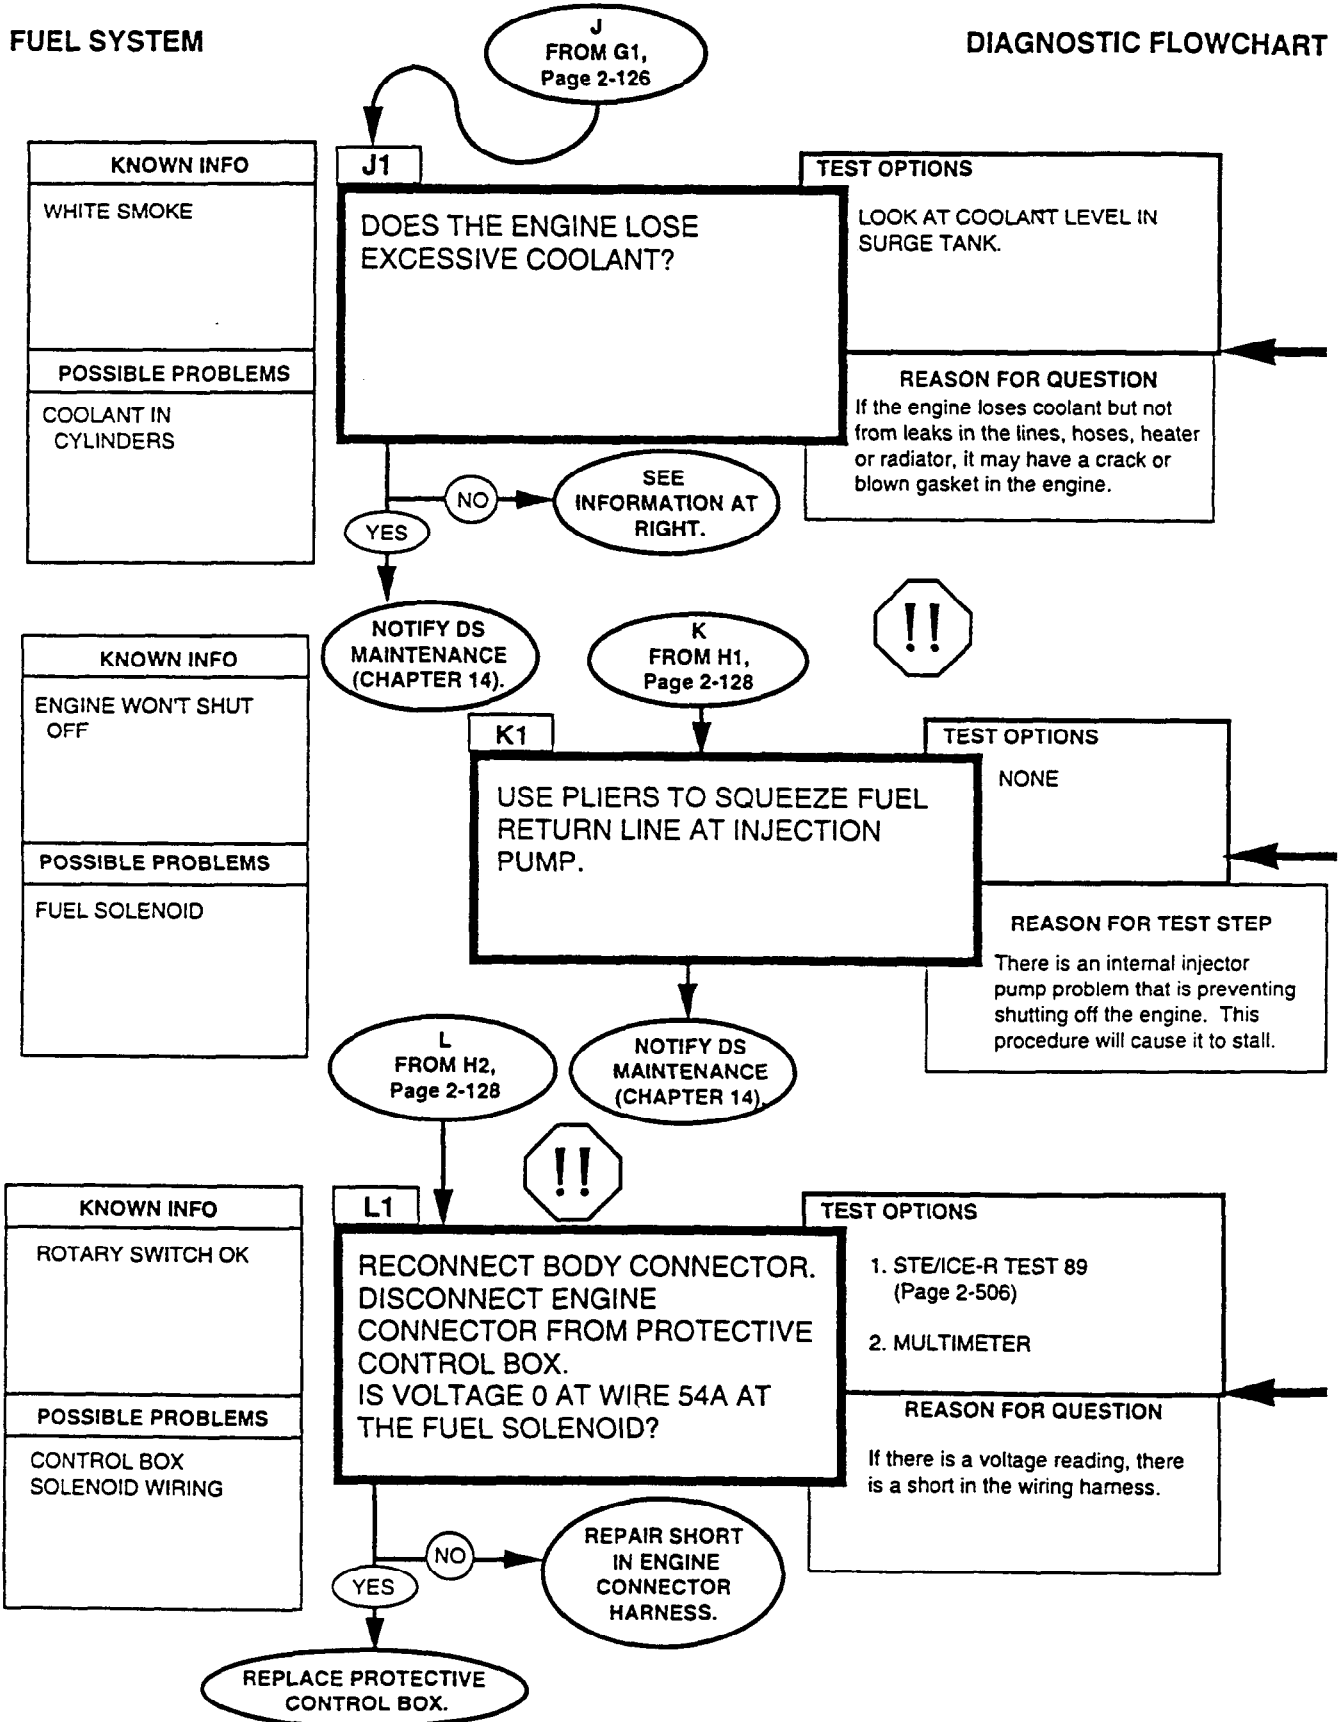 FUEL SYSTEM
DIAGNOSTIC FLOWCHART
J
FROM G1,
Page 2-126
KNOWN INFO
WHITE SMOKE
POSSIBLE PROBLEMS
COOLANT IN
CYLINDERS
J1
DOES THE ENGINE LOSE
EXCESSIVE COOLANT?
TEST OPTIONS
LOOK AT COOLANT LEVEL IN
SURGE TANK.
REASON FOR QUESTION
If the engine loses coolant but not
from leaks in the lines, hoses, heater
or radiator, it may have a crack or
blown gasket in the engine.
NO
SEE
INFORMATION AT
RIGHT.
YES
NOTIFY DS
MAINTENANCE
(CHAPTER 14).
K
FROM H1,
Page 2-128
!!
KNOWN INFO
ENGINE WON'T SHUT
OFF
POSSIBLE PROBLEMS
FUEL SOLENOID
K1
USE PLIERS TO SQUEEZE FUEL
RETURN LINE AT INJECTION
PUMP.
TEST OPTIONS
NONE
REASON FOR TEST STEP
There is an internal injector
pump problem that is preventing
shutting off the engine. This
procedure will cause it to stall.
NOTIFY DS
MAINTENANCE
(CHAPTER 14).
L
FROM H2,
Page 2-128
!!
KNOWN INFO
ROTARY SWITCH OK
POSSIBLE PROBLEMS
CONTROL BOX
SOLENOID WIRING
L1
RECONNECT BODY CONNECTOR.
DISCONNECT ENGINE
CONNECTOR FROM PROTECTIVE
CONTROL BOX.
IS VOLTAGE 0 AT WIRE 54A AT
THE FUEL SOLENOID?
TEST OPTIONS
1. STE/ICE-R TEST 89
(Page 2-506)
2. MULTIMETER
REASON FOR QUESTION
If there is a voltage reading, there
is a short in the wiring harness.
NO
REPAIR SHORT
IN ENGINE
CONNECTOR
HARNESS.
YES
REPLACE PROTECTIVE
CONTROL BOX.